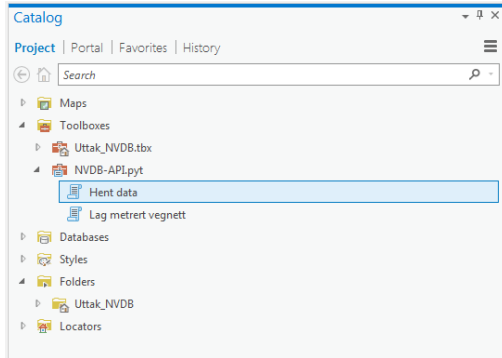 Catalog
Project | Portal | Favorites | History
Search
Maps
Toolboxes
Uttak_NVDB.tbx
NVDB-API.pyt
Hent data
Lag metrert vegnett
Databases
Styles
Folders
Uttak_NVDB
Locators